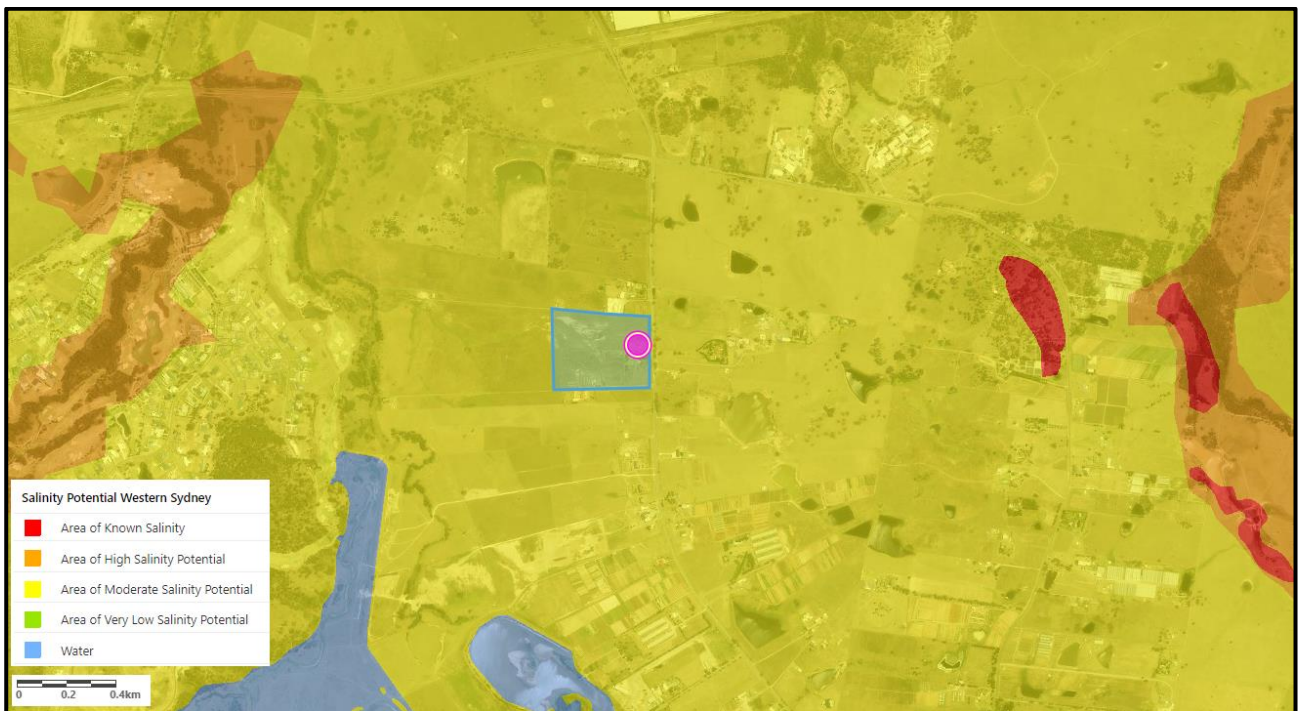 Salinity Potential Western Sydney
Area of Known Salinity
Area of High Salinity Potential
Area of Moderate Salinity Potential
Area of Very Low Salinity Potential
Water
0 0.2 0.4km